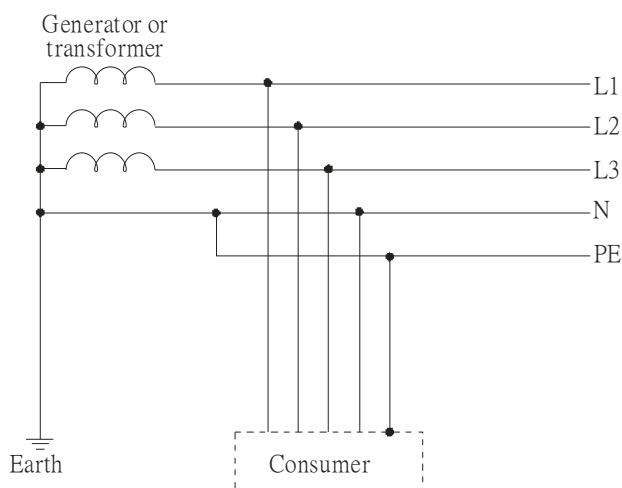 Generator or
transformer
L1
L2
L3
N
PE
Earth
Consumer